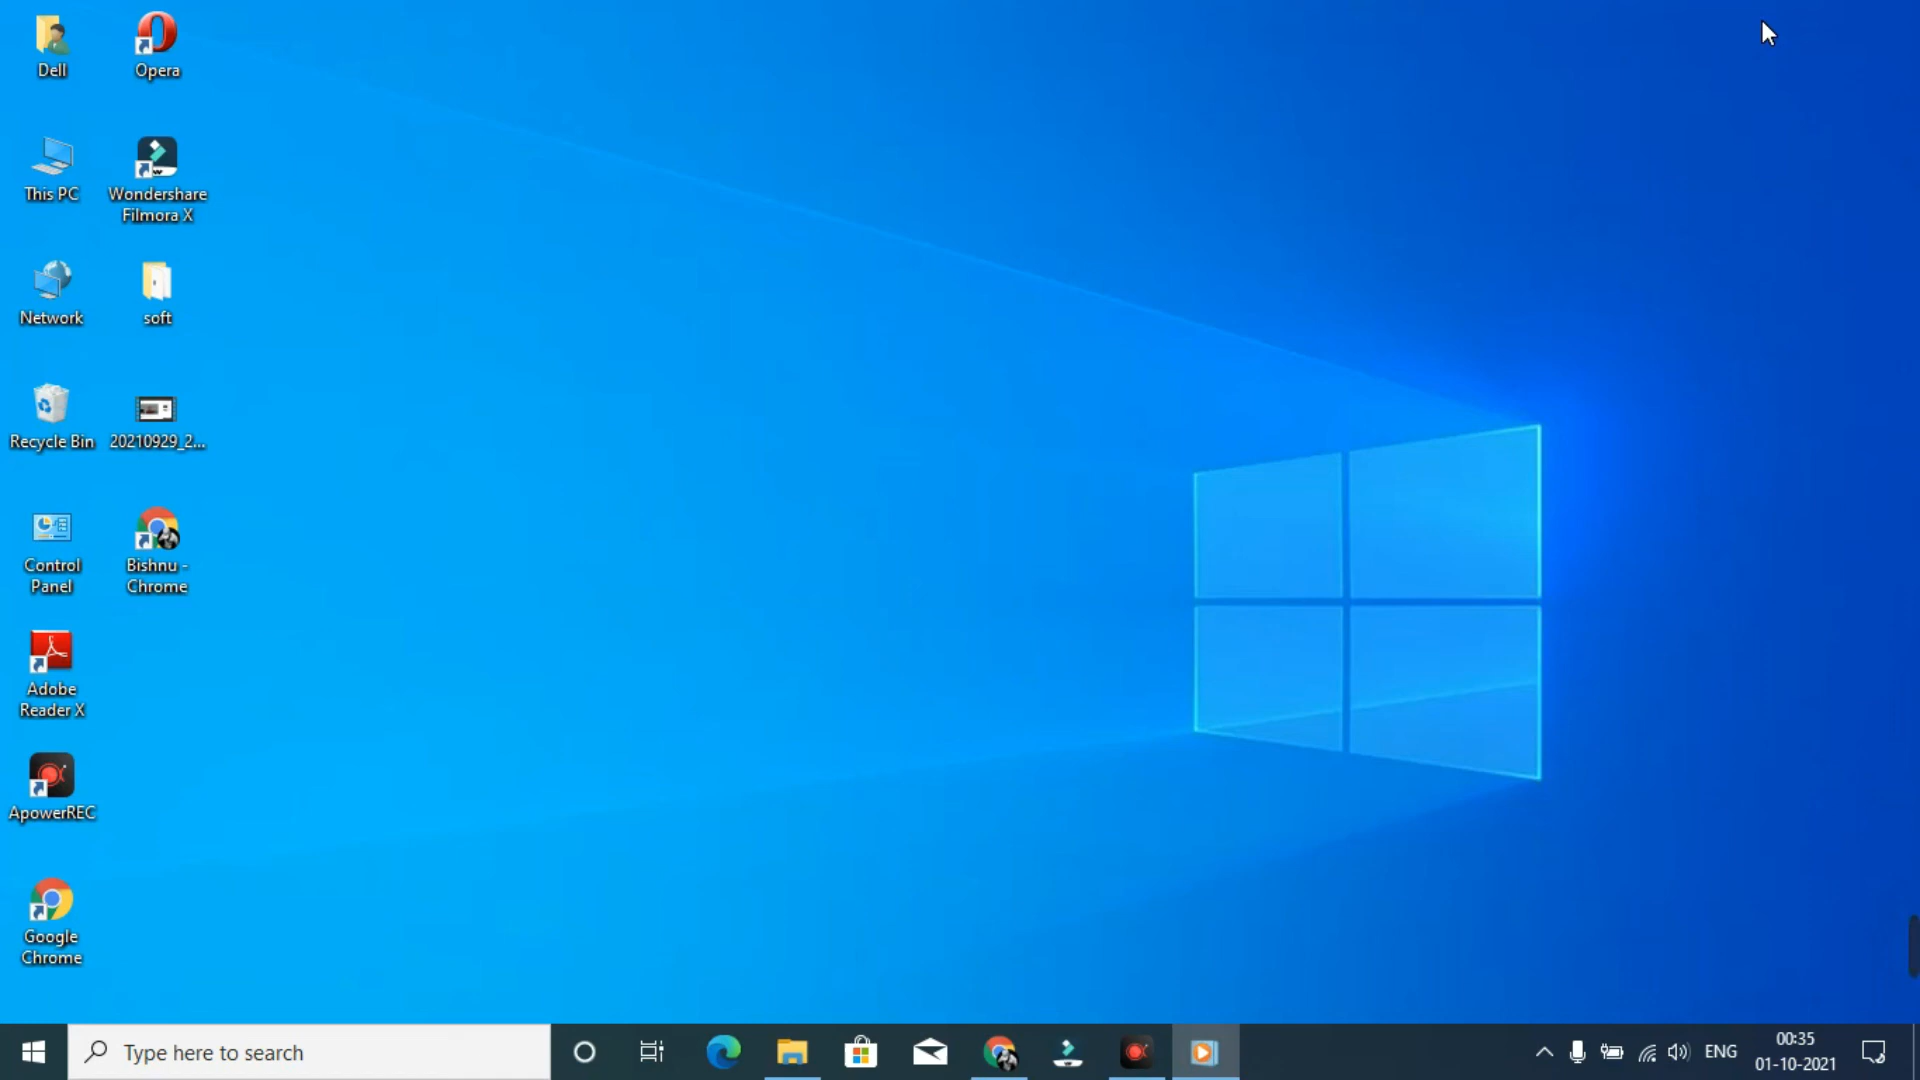 Dell
Opera
This PC
Wondershare
Filmora X
Network
soft
Recycle Bin
20210929_2...
Control
Panel
Bishnu -
Chrome
Adobe
Reader X
ApowerREC
Google
Chrome
Type here to search
ENG
00:35
01-10-2021